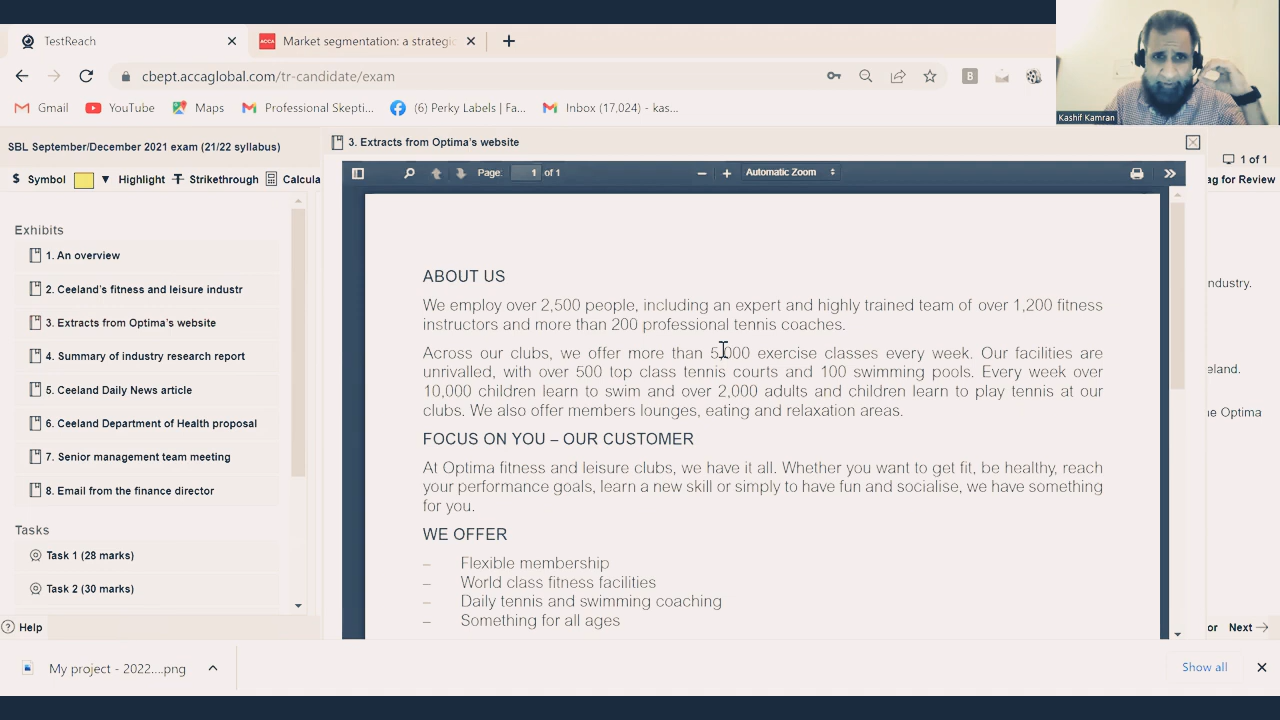 TestReach
ACCA
Market segmentation: a strategic
cbept.accaglobal.com/tr-candidate/exam
B
Gmail
YouTube
Maps
Professional Skepti...
(6) Perky Labels | Fa...
Inbox (17,024) - kas...
Kashif Kamran
SBL September/December 2021 exam (21/22 syllabus)
3. Extracts from Optima's website
1 of 1
$ Symbol
Highlight
Strikethrough
Calcula
Page: 1 of 1
Automatic Zoom
ag for Review
Exhibits
1. An overview
2. Ceeland's fitness and leisure industr
3. Extracts from Optima's website
4. Summary of industry research report
5. Ceeland Daily News article
6. Ceeland Department of Health proposal
7. Senior management team meeting
8. Email from the finance director
Tasks
Task 1 (28 marks)
Task 2 (30 marks)
Help
ABOUT US
We employ over 2,500 people, including an expert and highly trained team of over 1,200 fitness
instructors and more than 200 professional tennis coaches.
Across our clubs, we offer more than 5,000 exercise classes every week. Our facilities are
unrivalled, with over 500 top class tennis courts and 100 swimming pools. Every week over
10,000 children learn to swim and over 2,000 adults and children learn to play tennis at our
clubs. We also offer members lounges, eating and relaxation areas.
FOCUS ON YOU – OUR CUSTOMER
At Optima fitness and leisure clubs, we have it all. Whether you want to get fit, be healthy, reach
your performance goals, learn a new skill or simply to have fun and socialise, we have something
for you.
WE OFFER
– Flexible membership
– World class fitness facilities
– Daily tennis and swimming coaching
– Something for all ages
ndustry.
eland.
ne Optima
or
Next
My project - 2022....png
Show all